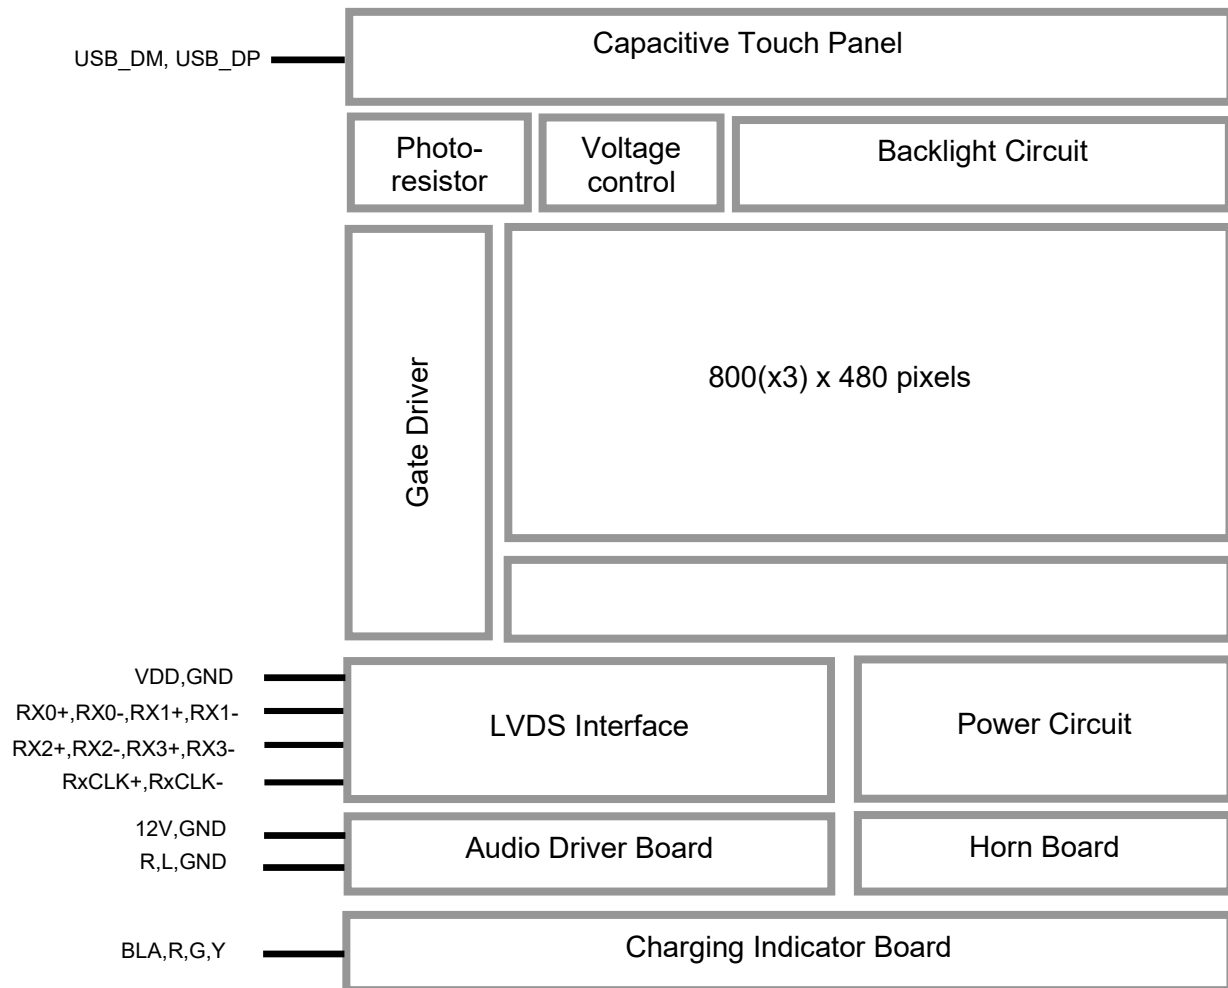 Capacitive Touch Panel
USB_DM, USB_DP
Photo-
resistor
Voltage
control
Backlight Circuit
Gate Driver
800(x3) x 480 pixels
VDD,GND
RX0+,RX0-,RX1+,RX1-
RX2+,RX2-,RX3+,RX3-
RxCLK+,RxCLK-
LVDS Interface
Power Circuit
12V,GND
R,L,GND
Audio Driver Board
Horn Board
BLA,R,G,Y
Charging Indicator Board